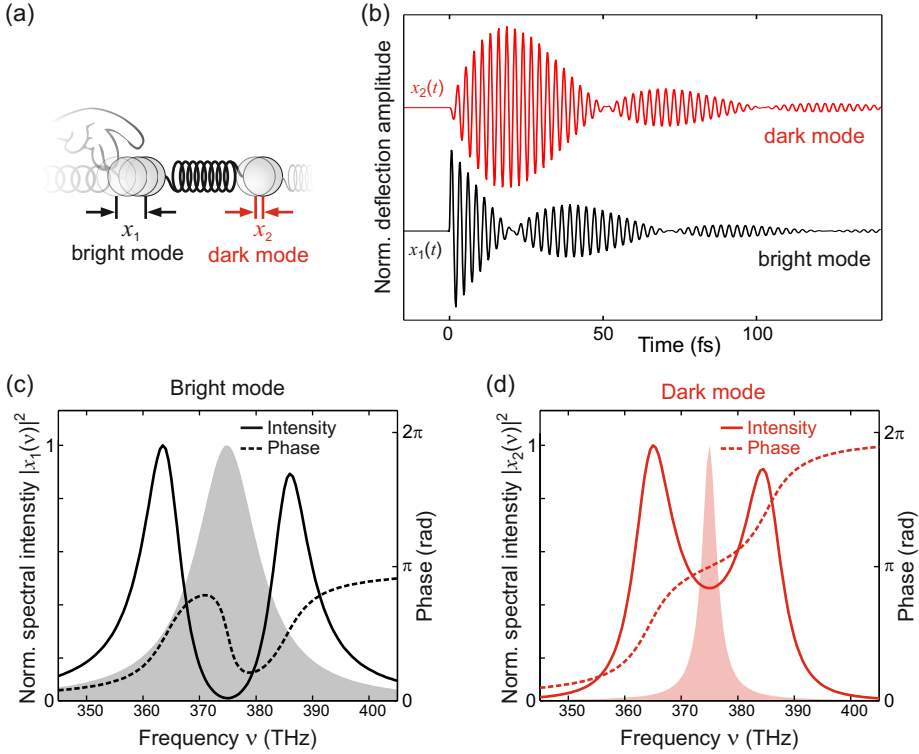 (a)
x1
bright mode
x2
dark mode
(b)
Norm. deflection amplitude
x2(t)
dark mode
x1(t)
bright mode
0
50
100
Time (fs)
(c)
Bright mode
Norm. spectral intenstiy |x1(ν)|²
1
0
Intensity
Phase
2π
π
0
Phase (rad)
350
360
370
380
390
400
Frequency ν (THz)
(d)
Dark mode
Norm. spectral intenstiy |x2(ν)|²
1
0
Intensity
Phase
2π
π
0
Phase (rad)
350
360
370
380
390
400
Frequency ν (THz)